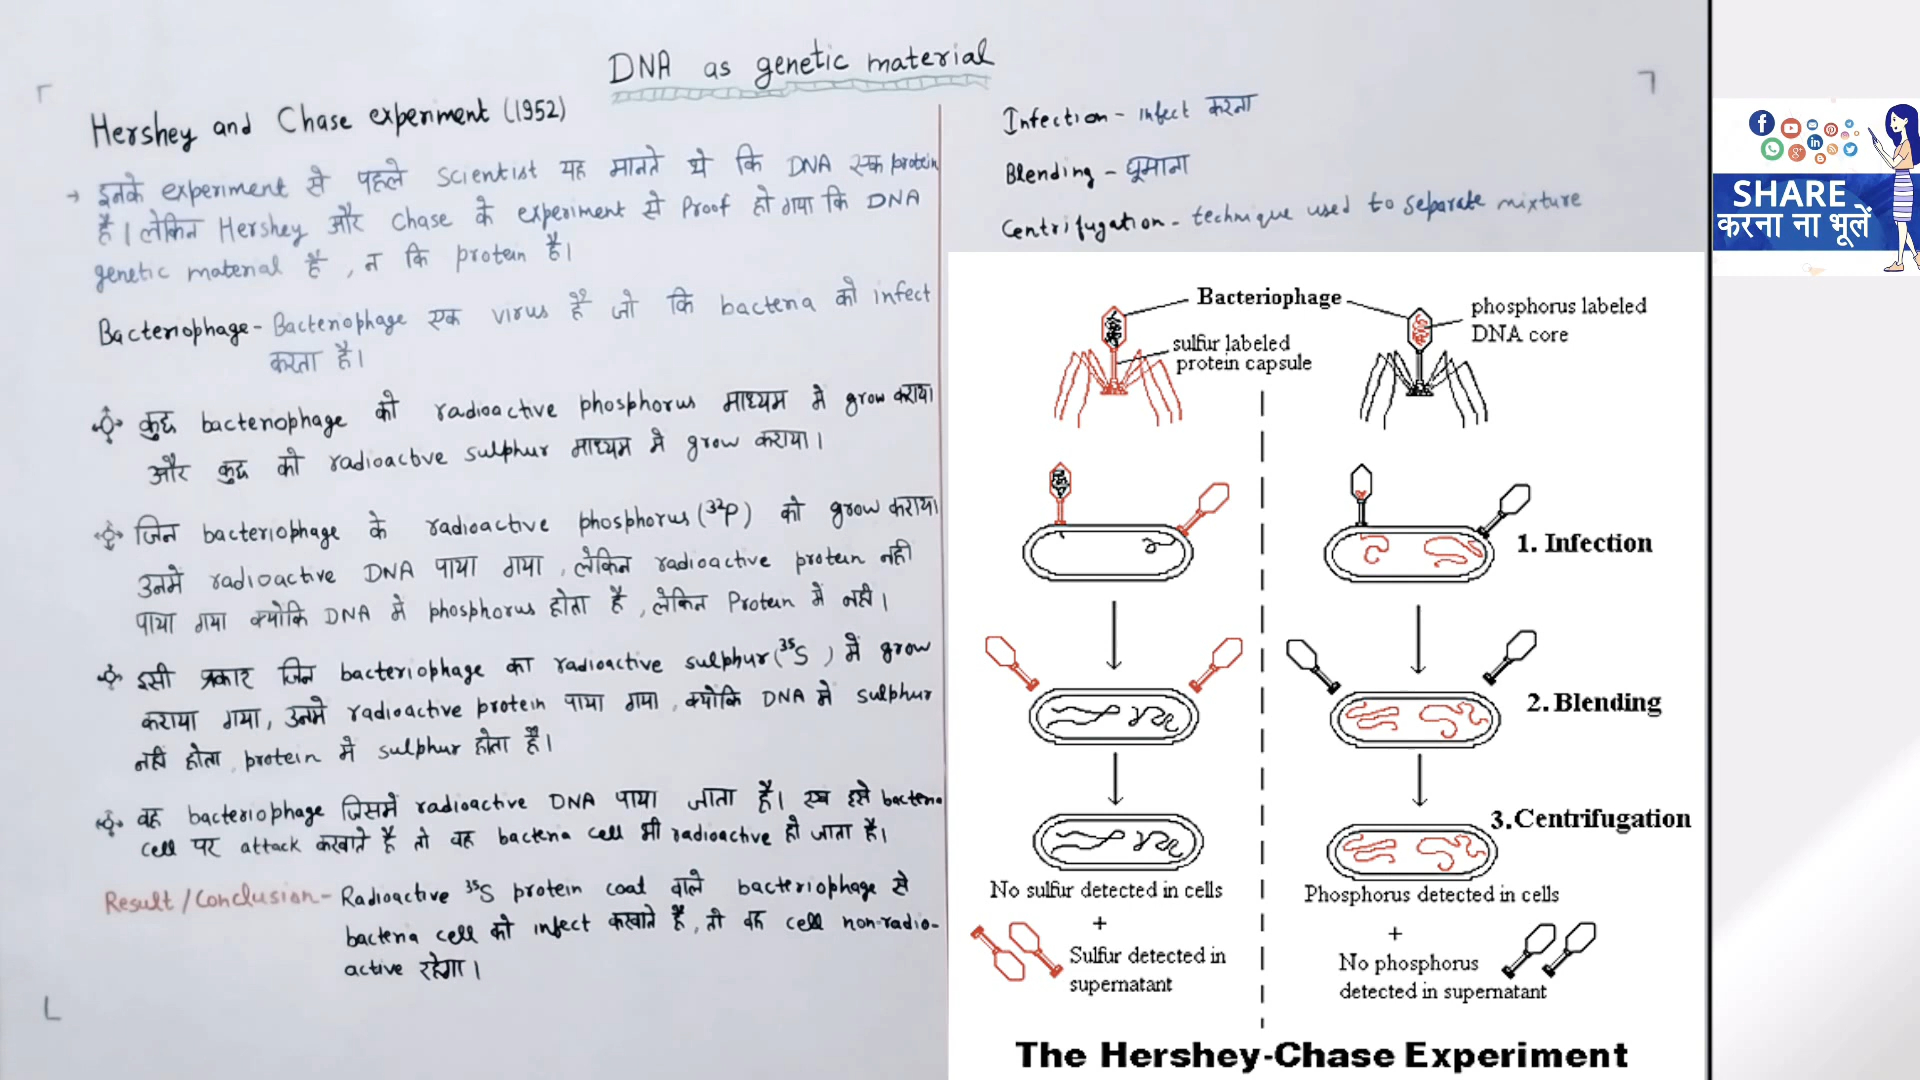 DNA as genetic material
Hershey and Chase experiment (1952)
→ इनके experiment से पहले Scientist यह मानते थे कि DNA एक protein
है। लेकिन Hershey और Chase के experiment से Proof हो गया कि DNA
genetic material है, न कि protein है।
Bacteriophage - Bacteriophage एक virus है जो कि bacteria को infect
करता है।
कुछ bacteriophage को radioactive phosphorus माध्यम मे grow कराया
और कुछ को radioactive sulphur माध्यम मे grow कराया।
जिन bacteriophage के radioactive phosphorus (³²P) को grow कराया
उनमे radioactive DNA पाया गया, लेकिन radioactive protein नही
पाया गया क्योकि DNA मे phosphorus होता है, लेकिन Protein मे नही।
इसी प्रकार जिन bacteriophage का radioactive sulphur (³⁵S) मे grow
कराया गया, उनमे radioactive protein पाया गया, क्योकि DNA मे sulphur
नही होता, protein मे sulphur होता है।
वह bacteriophage जिसमे radioactive DNA पाया जाता है। इसे bacteria
cell पर attack करवाते है तो वह bacteria cell भी radioactive हो जाता है।
Result / Conclusion - Radioactive ³⁵S protein coat वाले bacteriophage से
bacteria cell को infect करवाते है, तो वह cell non-radio-
active रहेगा।
Infection - infect करना
Blending - घूमाना
Centrifugation - technique used to separate mixture
Bacteriophage
sulfur labeled
protein capsule
phosphorus labeled
DNA core
1. Infection
2. Blending
3. Centrifugation
No sulfur detected in cells
+
Sulfur detected in
supernatant
Phosphorus detected in cells
+
No phosphorus
detected in supernatant
The Hershey-Chase Experiment
SHARE
करना ना भूलें